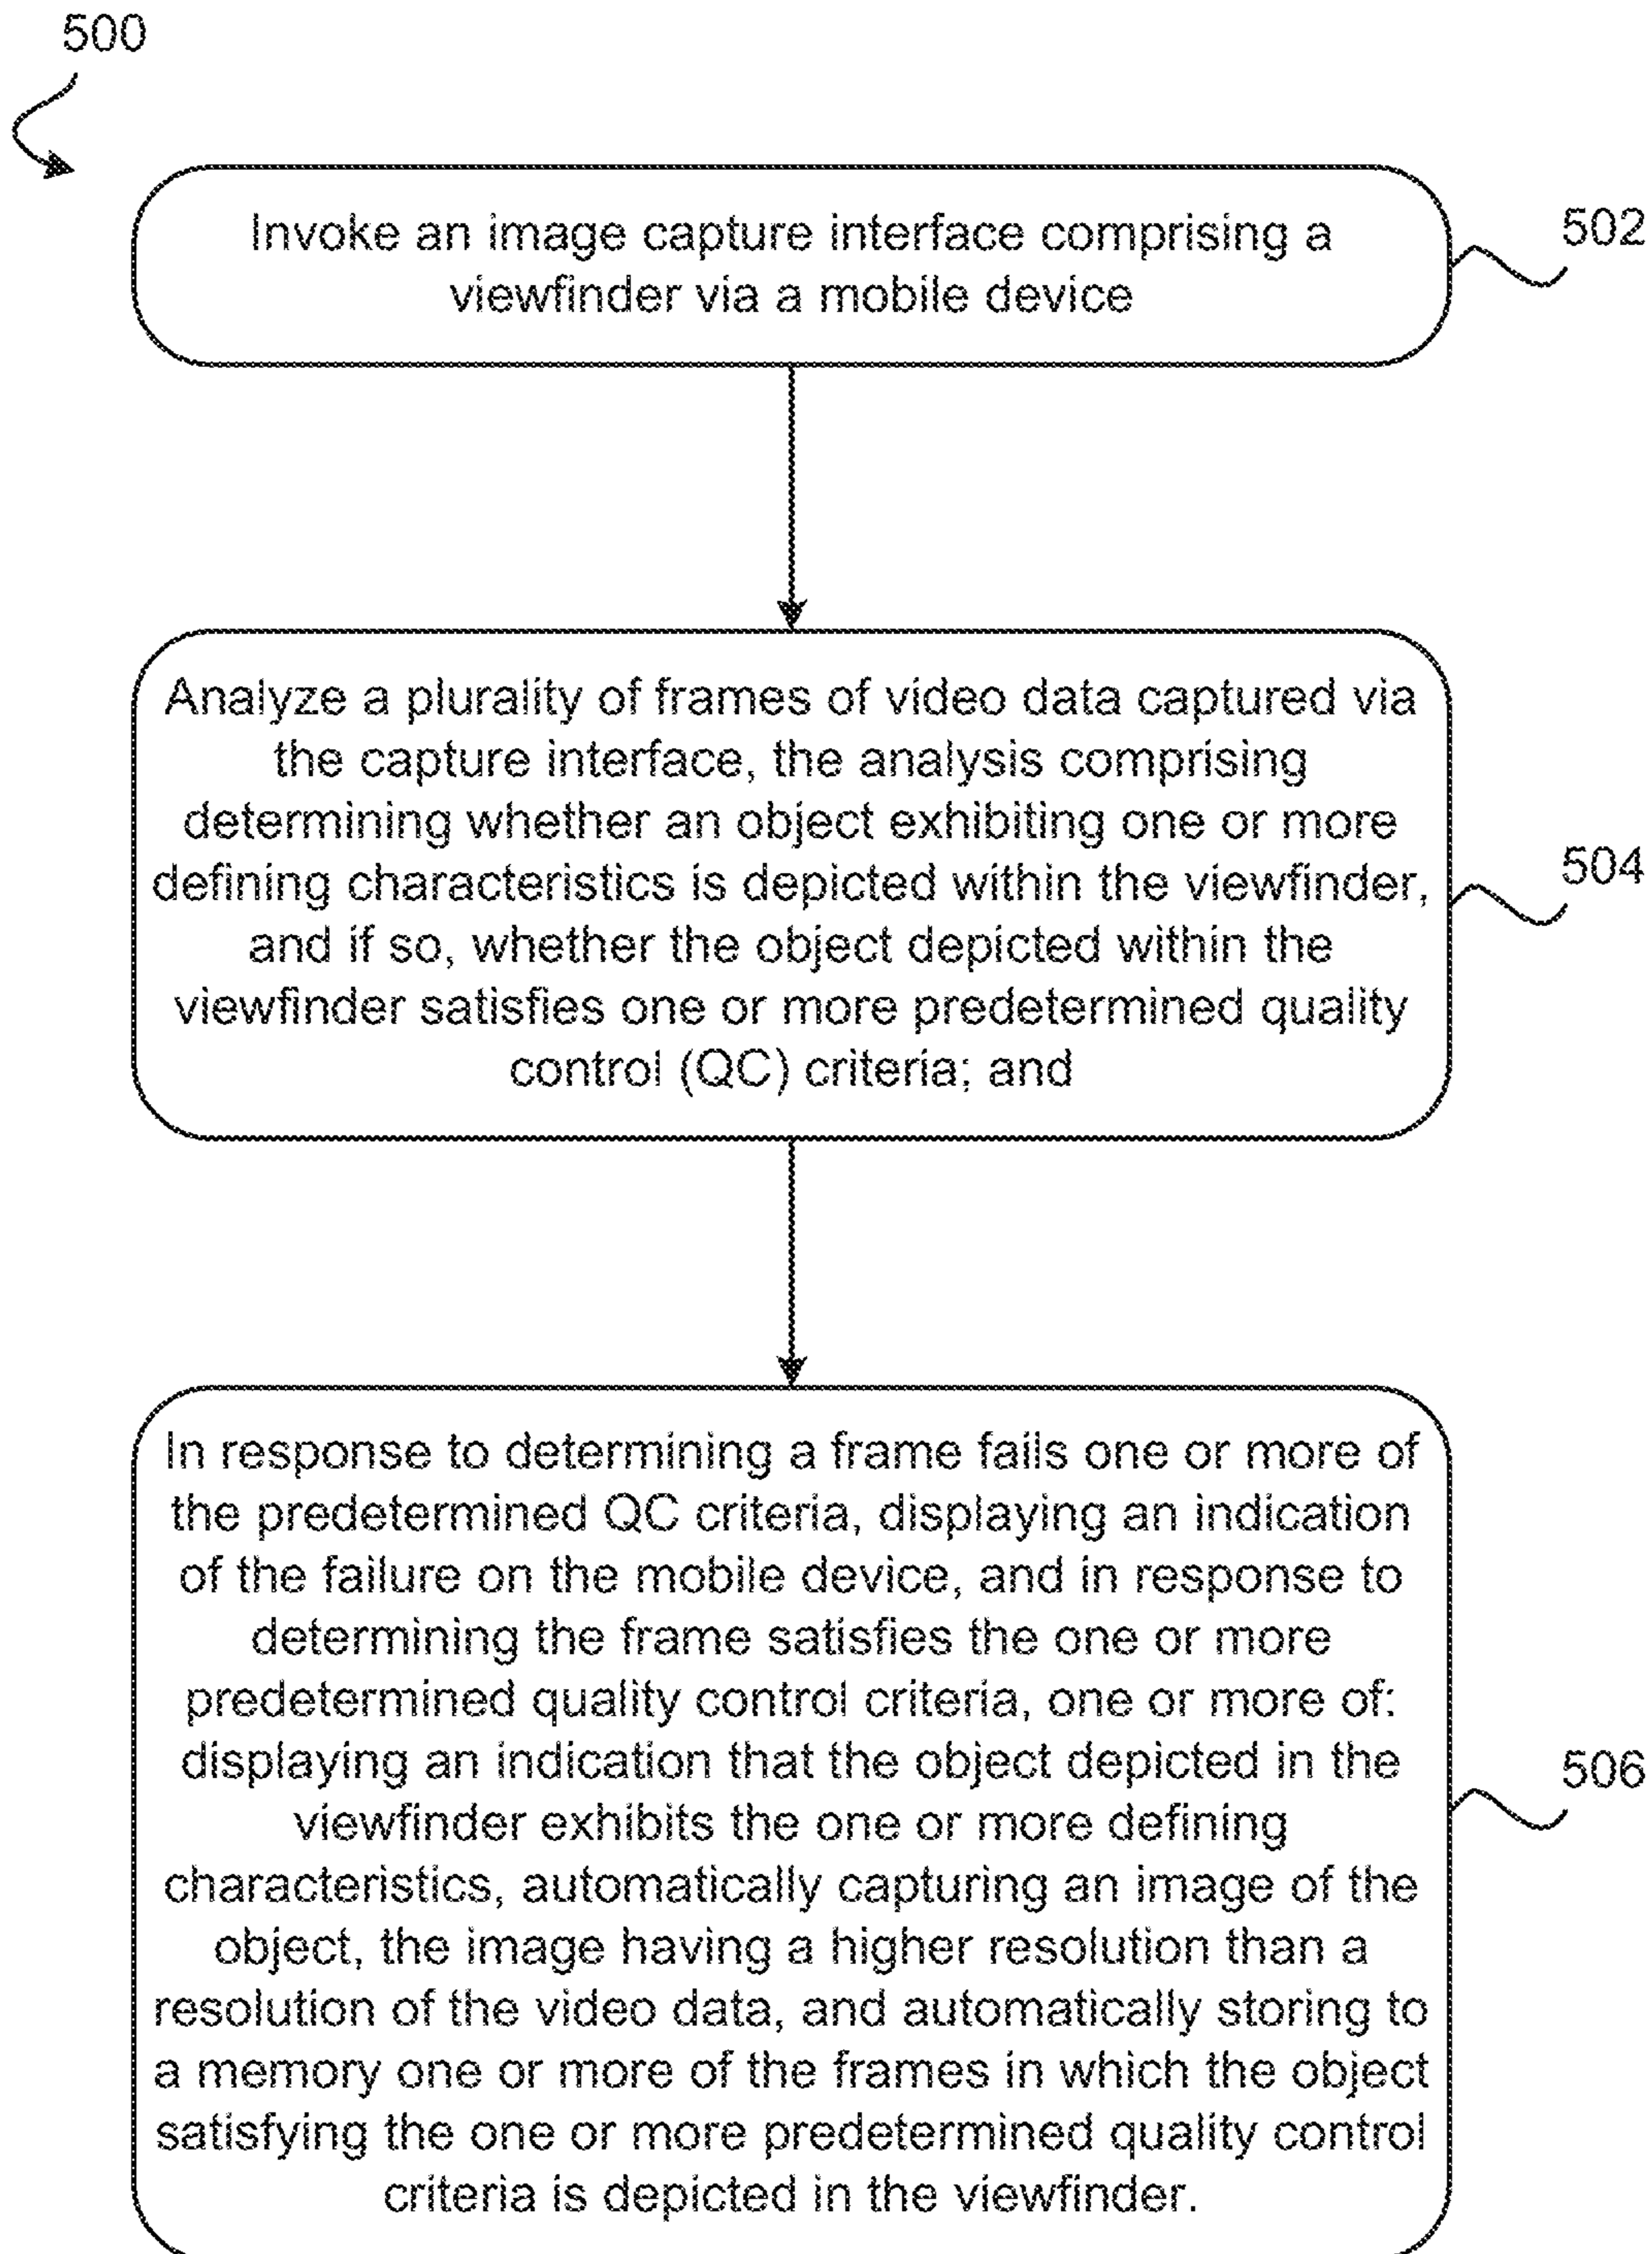 500
Invoke an image capture interface comprising a
viewfinder via a mobile device
502
Analyze a plurality of frames of video data captured via
the capture interface, the analysis comprising
determining whether an object exhibiting one or more
defining characteristics is depicted within the viewfinder,
and if so, whether the object depicted within the
viewfinder satisfies one or more predetermined quality
control (QC) criteria; and
504
In response to determining a frame fails one or more of
the predetermined QC criteria, displaying an indication
of the failure on the mobile device, and in response to
determining the frame satisfies the one or more
predetermined quality control criteria, one or more of:
displaying an indication that the object depicted in the
viewfinder exhibits the one or more defining
characteristics, automatically capturing an image of the
object, the image having a higher resolution than a
resolution of the video data, and automatically storing to
a memory one or more of the frames in which the object
satisfying the one or more predetermined quality control
criteria is depicted in the viewfinder.
506